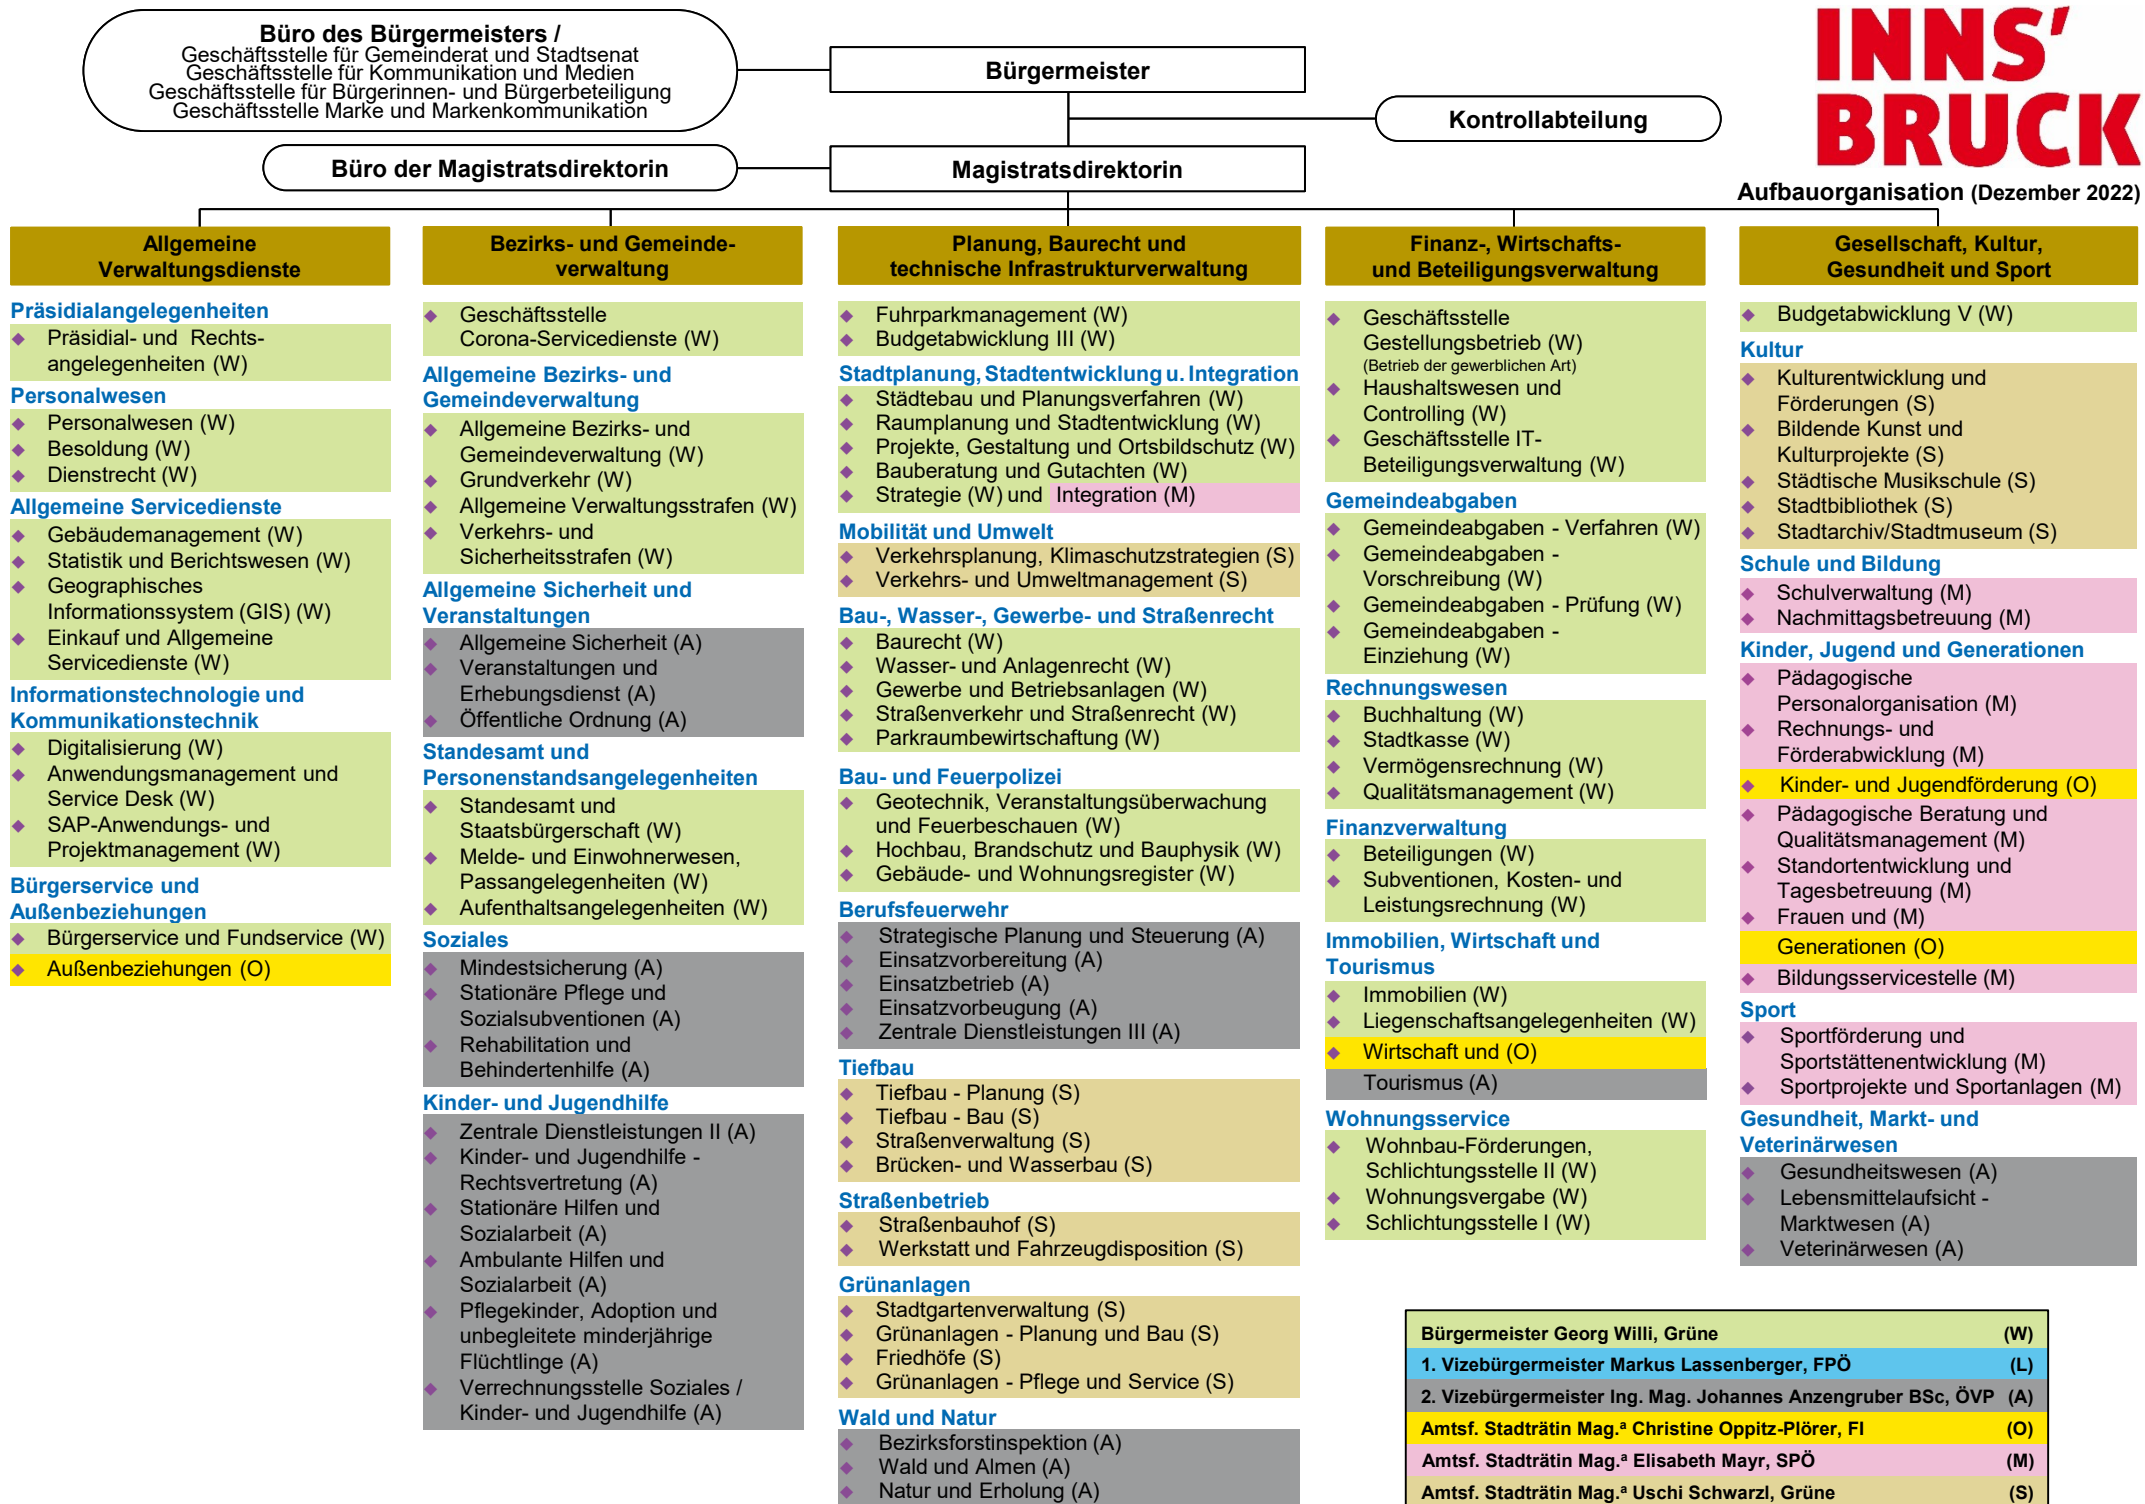 Büro des Bürgermeisters /
Geschäftsstelle für Gemeinderat und Stadtsenat
Geschäftsstelle für Kommunikation und Medien
Geschäftsstelle für Bürgerinnen- und Bürgerbeteiligung
Geschäftsstelle Marke und Markenkommunikation
Bürgermeister
Kontrollabteilung
Büro der Magistratsdirektorin
Magistratsdirektorin
INNS'
BRUCK
Aufbauorganisation (Dezember 2022)
Allgemeine
Verwaltungsdienste
Präsidialangelegenheiten
Präsidial- und Rechts-
angelegenheiten (W)
Personalwesen
Personalwesen (W)
Besoldung (W)
Dienstrecht (W)
Allgemeine Servicedienste
Gebäudemanagement (W)
Statistik und Berichtswesen (W)
Geographisches
Informationssystem (GIS) (W)
Einkauf und Allgemeine
Servicedienste (W)
Informationstechnologie und
Kommunikationstechnik
Digitalisierung (W)
Anwendungsmanagement und
Service Desk (W)
SAP-Anwendungs- und
Projektmanagement (W)
Bürgerservice und
Außenbeziehungen
Bürgerservice und Fundservice (W)
Außenbeziehungen (O)
Bezirks- und Gemeinde-
verwaltung
Geschäftsstelle
Corona-Servicedienste (W)
Allgemeine Bezirks- und
Gemeindeverwaltung
Allgemeine Bezirks- und
Gemeindeverwaltung (W)
Grundverkehr (W)
Allgemeine Verwaltungsstrafen (W)
Verkehrs- und
Sicherheitsstrafen (W)
Allgemeine Sicherheit und
Veranstaltungen
Allgemeine Sicherheit (A)
Veranstaltungen und
Erhebungsdienst (A)
Öffentliche Ordnung (A)
Standesamt und
Personenstandsangelegenheiten
Standesamt und
Staatsbürgerschaft (W)
Melde- und Einwohnerwesen,
Passangelegenheiten (W)
Aufenthaltsangelegenheiten (W)
Soziales
Mindestsicherung (A)
Stationäre Pflege und
Sozialsubventionen (A)
Rehabilitation und
Behindertenhilfe (A)
Kinder- und Jugendhilfe
Zentrale Dienstleistungen II (A)
Kinder- und Jugendhilfe -
Rechtsvertretung (A)
Stationäre Hilfen und
Sozialarbeit (A)
Ambulante Hilfen und
Sozialarbeit (A)
Pflegekinder, Adoption und
unbegleitete minderjährige
Flüchtlinge (A)
Verrechnungsstelle Soziales /
Kinder- und Jugendhilfe (A)
Planung, Baurecht und
technische Infrastrukturverwaltung
Fuhrparkmanagement (W)
Budgetabwicklung III (W)
Stadtplanung, Stadtentwicklung u. Integration
Städtebau und Planungsverfahren (W)
Raumplanung und Stadtentwicklung (W)
Projekte, Gestaltung und Ortsbildschutz (W)
Bauberatung und Gutachten (W)
Strategie (W) und Integration (M)
Mobilität und Umwelt
Verkehrsplanung, Klimaschutzstrategien (S)
Verkehrs- und Umweltmanagement (S)
Bau-, Wasser-, Gewerbe- und Straßenrecht
Baurecht (W)
Wasser- und Anlagenrecht (W)
Gewerbe und Betriebsanlagen (W)
Straßenverkehr und Straßenrecht (W)
Parkraumbewirtschaftung (W)
Bau- und Feuerpolizei
Geotechnik, Veranstaltungsüberwachung
und Feuerbeschauen (W)
Hochbau, Brandschutz und Bauphysik (W)
Gebäude- und Wohnungsregister (W)
Berufsfeuerwehr
Strategische Planung und Steuerung (A)
Einsatzvorbereitung (A)
Einsatzbetrieb (A)
Einsatzvorbeugung (A)
Zentrale Dienstleistungen III (A)
Tiefbau
Tiefbau - Planung (S)
Tiefbau - Bau (S)
Straßenverwaltung (S)
Brücken- und Wasserbau (S)
Straßenbetrieb
Straßenbauhof (S)
Werkstatt und Fahrzeugdisposition (S)
Grünanlagen
Stadtgartenverwaltung (S)
Grünanlagen - Planung und Bau (S)
Friedhöfe (S)
Grünanlagen - Pflege und Service (S)
Wald und Natur
Bezirksforstinspektion (A)
Wald und Almen (A)
Natur und Erholung (A)
Finanz-, Wirtschafts-
und Beteiligungsverwaltung
Geschäftsstelle
Gestellungsbetrieb (W)
(Betrieb der gewerblichen Art)
Haushaltswesen und
Controlling (W)
Geschäftsstelle IT-
Beteiligungsverwaltung (W)
Gemeindeabgaben
Gemeindeabgaben - Verfahren (W)
Gemeindeabgaben -
Vorschreibung (W)
Gemeindeabgaben - Prüfung (W)
Gemeindeabgaben -
Einziehung (W)
Rechnungswesen
Buchhaltung (W)
Stadtkasse (W)
Vermögensrechnung (W)
Qualitätsmanagement (W)
Finanzverwaltung
Beteiligungen (W)
Subventionen, Kosten- und
Leistungsrechnung (W)
Immobilien, Wirtschaft und
Tourismus
Immobilien (W)
Liegenschaftsangelegenheiten (W)
Wirtschaft und (O)
Tourismus (A)
Wohnungsservice
Wohnbau-Förderungen,
Schlichtungsstelle II (W)
Wohnungsvergabe (W)
Schlichtungsstelle I (W)
Gesellschaft, Kultur,
Gesundheit und Sport
Budgetabwicklung V (W)
Kultur
Kulturentwicklung und
Förderungen (S)
Bildende Kunst und
Kulturprojekte (S)
Städtische Musikschule (S)
Stadtbibliothek (S)
Stadtarchiv/Stadtmuseum (S)
Schule und Bildung
Schulverwaltung (M)
Nachmittagsbetreuung (M)
Kinder, Jugend und Generationen
Pädagogische
Personalorganisation (M)
Rechnungs- und
Förderabwicklung (M)
Kinder- und Jugendförderung (O)
Pädagogische Beratung und
Qualitätsmanagement (M)
Standortentwicklung und
Tagesbetreuung (M)
Frauen und (M)
Generationen (O)
Bildungsservicestelle (M)
Sport
Sportförderung und
Sportstättenentwicklung (M)
Sportprojekte und Sportanlagen (M)
Gesundheit, Markt- und
Veterinärwesen
Gesundheitswesen (A)
Lebensmittelaufsicht -
Marktwesen (A)
Veterinärwesen (A)
Bürgermeister Georg Willi, Grüne (W)
1. Vizebürgermeister Markus Lassenberger, FPÖ (L)
2. Vizebürgermeister Ing. Mag. Johannes Anzengruber BSc, ÖVP (A)
Amtsf. Stadträtin Mag.ª Christine Oppitz-Plörer, FI (O)
Amtsf. Stadträtin Mag.ª Elisabeth Mayr, SPÖ (M)
Amtsf. Stadträtin Mag.ª Uschi Schwarzl, Grüne (S)